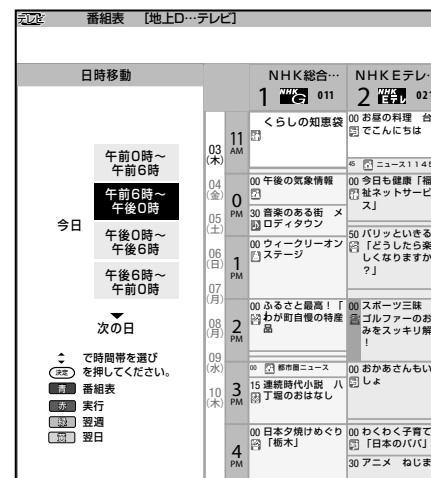 テレビ 番組表 [地上D…テレビ]
日時移動
午前0時～
午前6時
今日
午前6時～
午後0時
午後0時～
午後6時
午後6時～
午前0時
次の日
で時間帯を選び
決定 を押してください。
青 番組表
赤 実行
緑 翌週
黄 翌日
03
(木)
04
(金)
05
(土)
06
(日)
07
(月)
08
(月)
09
(水)
10
(木)
11
AM
0
PM
1
PM
2
PM
3
PM
4
PM
NHK総合…
1 NHK G 011
くらしの知恵袋
00 午後の気象情報
30 音楽のある街 メ
ロディタウン
00 ウィークリーオン
ステージ
00 ふるさと最高!「
わが町自慢の特産
品
00 都市圏ニュース
15 連続時代小説 八
丁堀のおはなし
00 日本夕焼けめぐり
「栃木」
NHKEテレ・
2 NHK Eテレ 02
00 お昼の料理 台
でこんにちは
45 ニュース1145
00 今日も健康「福
祉ネットサービ
ス」
50 パリッといきる
「どうしたら楽
しくなりますか
?」
00 スポーツ三昧
ゴルファーのお
みをスッキリ解
!
00 おかあさんもい
しょ
00 わくわく子育て
「日本のパパ」
30 アニメ ねじま